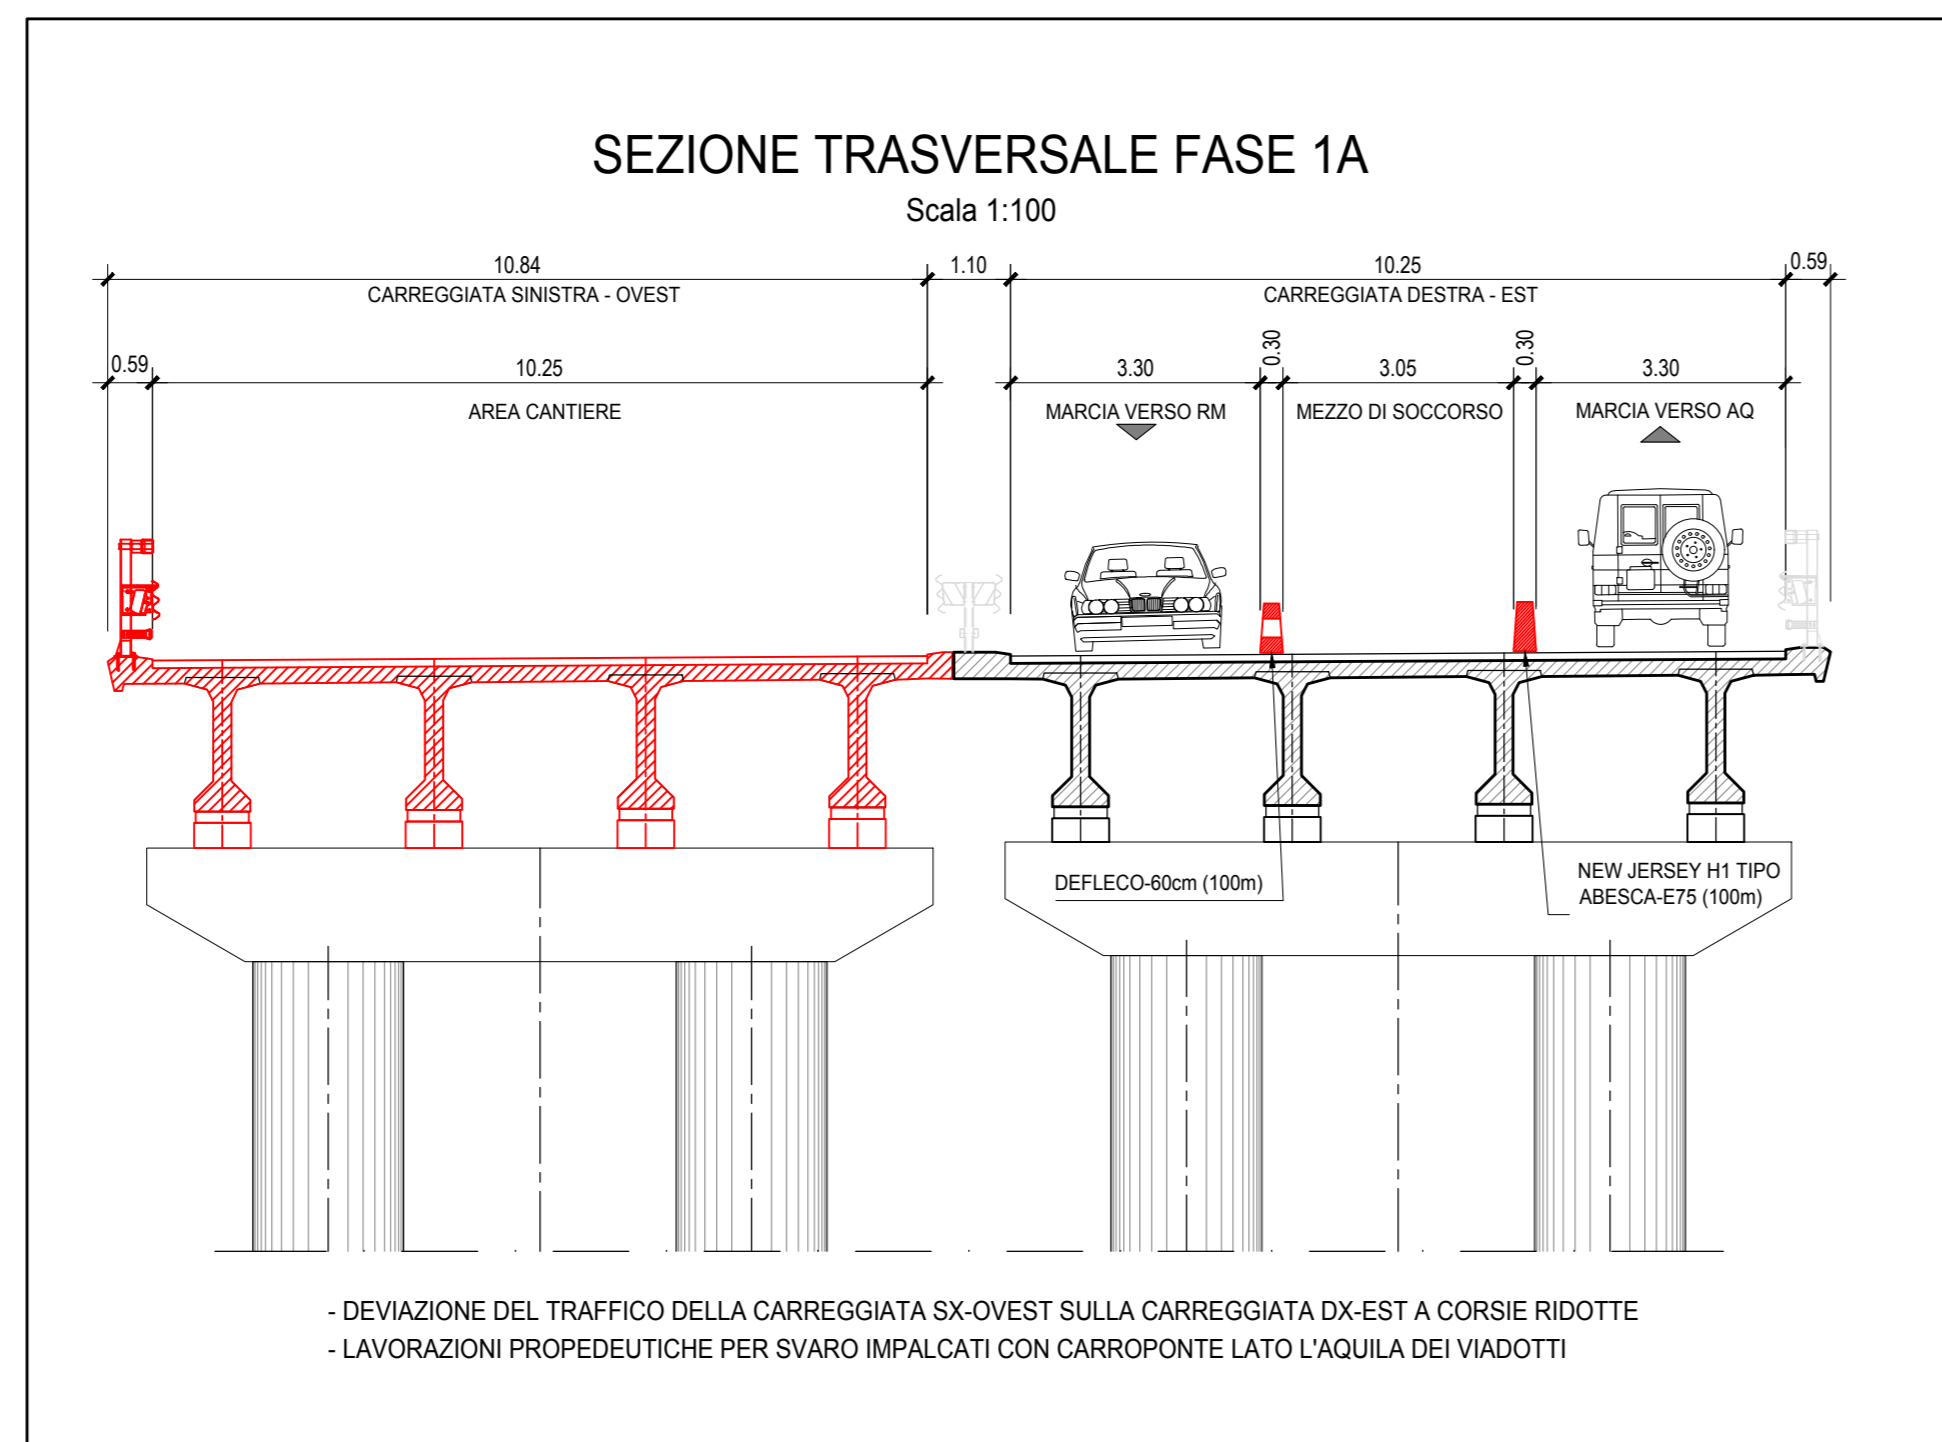 SEZIONE TRASVERSALE FASE 1A
Scala 1:100
10.84
1.10
10.25
0.59
CARREGGIATA SINISTRA - OVEST
CARREGGIATA DESTRA - EST
0.59
10.25
3.30
0.30
3.05
0.30
3.30
AREA CANTIERE
MARCIA VERSO RM
MEZZO DI SOCCORSO
MARCIA VERSO AQ
DEFLECO-60cm (100m)
NEW JERSEY H1 TIPO
ABESCA-E75 (100m)
- DEVIAZIONE DEL TRAFFICO DELLA CARREGGIATA SX-OVEST SULLA CARREGGIATA DX-EST A CORSIE RIDOTTE
- LAVORAZIONI PROPEDEUTICHE PER SVARO IMPALCATI CON CARROPONTE LATO L'AQUILA DEI VIADOTTI